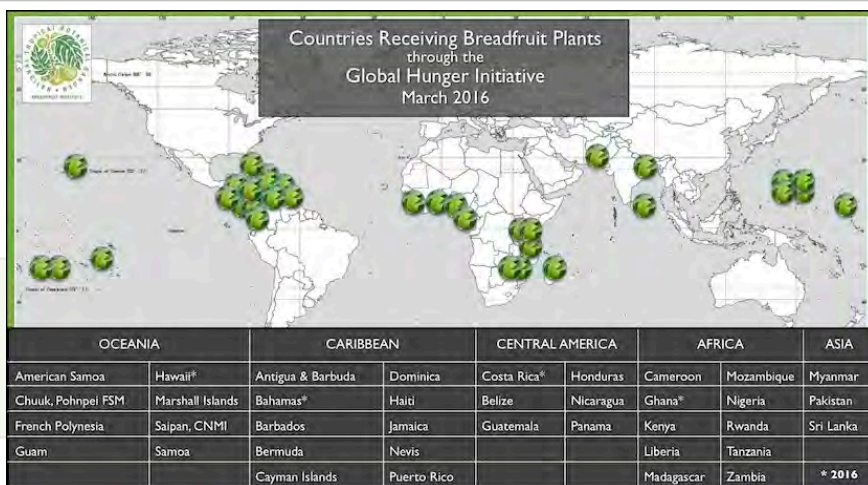 Countries Receiving Breadfruit Plants
through the
Global Hunger Initiative
March 2016
OCEANIA CARIBBEAN CENTRAL AMERICA AFRICA ASIA
American Samoa Hawaii* Antigua & Barbuda Dominica Costa Rica* Honduras Cameroon Mozambique Myanmar
Chuuk, Pohnpei FSM Marshall Islands Bahamas* Haiti Belize Nicaragua Ghana* Nigeria Pakistan
French Polynesia Saipan, CNMI Barbados Jamaica Guatemala Panama Kenya Rwanda Sri Lanka
Guam Samoa Bermuda Nevis Liberia Tanzania
Cayman Islands Puerto Rico Madagascar Zambia * 2016